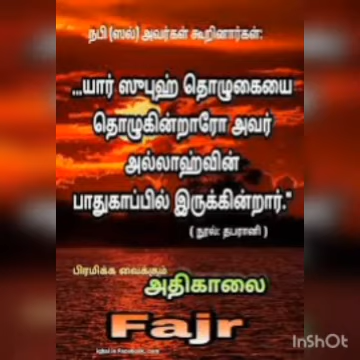 நபி (ஸல்) அவர்கள் கூறினார்கள்:
...யார் ஸுபுஹ் தொழுகையை
தொழுகின்றாரோ அவர்
அல்லாஹ்வின்
பாதுகாப்பில் இருக்கின்றார்."
( நூல்: தபரானி )
பிரமிக்க வைக்கும்
அதிகாலை
Fajr
InShOt